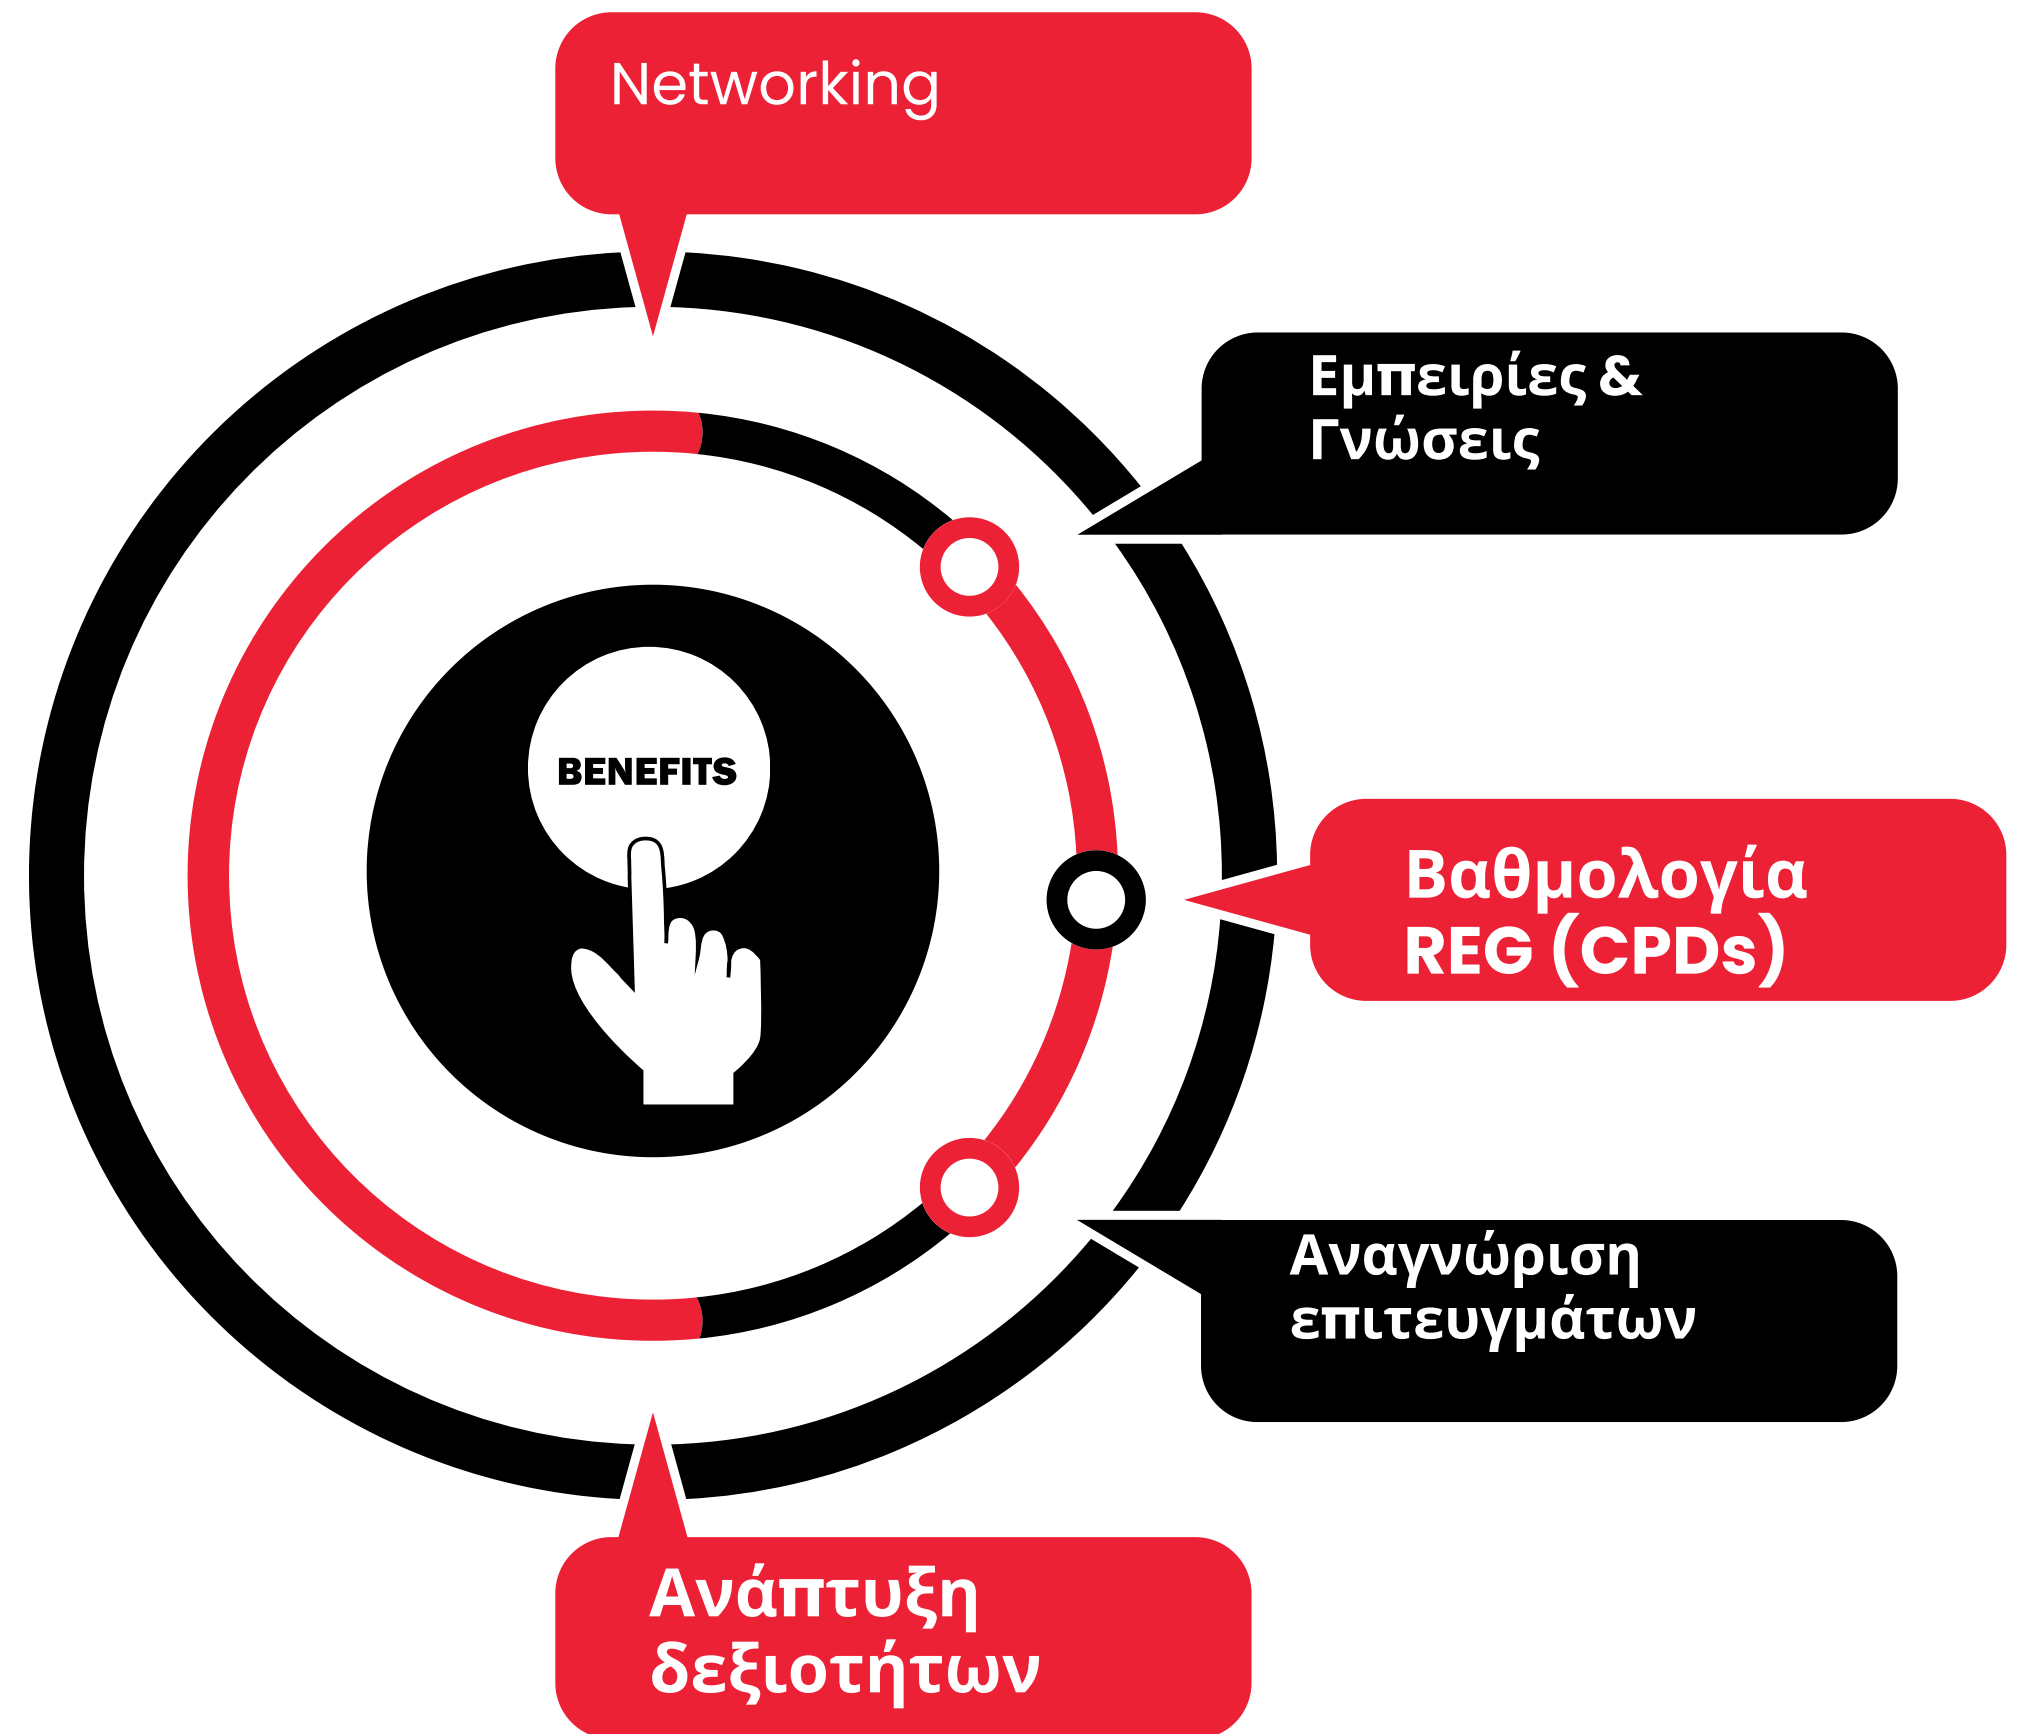 Networking
Εμπειρίες &
Γνώσεις
BENEFITS
Βαθμολογία
REG (CPDs)
Αναγνώριση
επιτευγμάτων
Ανάπτυξη
δεξιοτήτων